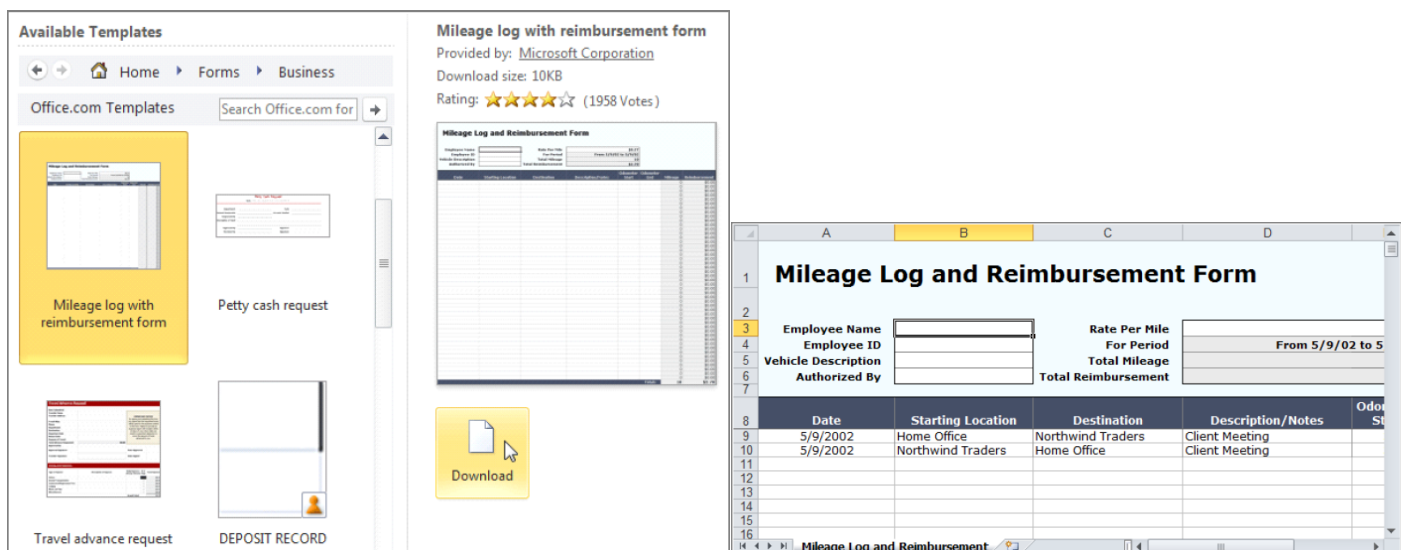 Available Templates
Home Forms Business
Office.com Templates
Search Office.com for
Mileage log with
reimbursement form
Petty cash request
Travel advance request
DEPOSIT RECORD
Mileage log with reimbursement form
Provided by: Microsoft Corporation
Download size: 10KB
Rating: (1958 Votes)
Mileage Log and Reimbursement Form
Download
A B C D
1 Mileage Log and Reimbursement Form
2
3 Employee Name Rate Per Mile
4 Employee ID For Period From 5/9/02 to 5
5 Vehicle Description Total Mileage
6 Authorized By Total Reimbursement
7
8 Date Starting Location Destination Description/Notes
9 5/9/2002 Home Office Northwind Traders Client Meeting
10 5/9/2002 Northwind Traders Home Office Client Meeting
11
12
13
14
15
16
Mileage Log and Reimbursement